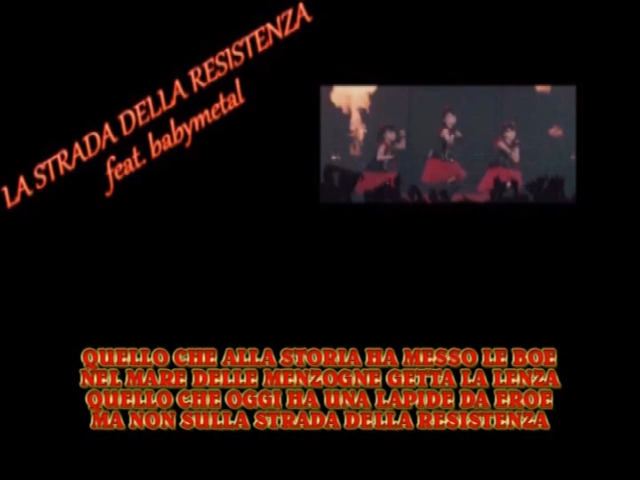 LA STRADA DELLA RESISTENZA
feat. babymetal
QUELLO CHE ALLA STORIA HA MESSO LE BOE
NEL MARE DELLE MENZOGNE GETTA LA LENZA
QUELLO CHE OGGI HA UNA LAPIDE DA EROE
MA NON SULLA STRADA DELLA RESISTENZA